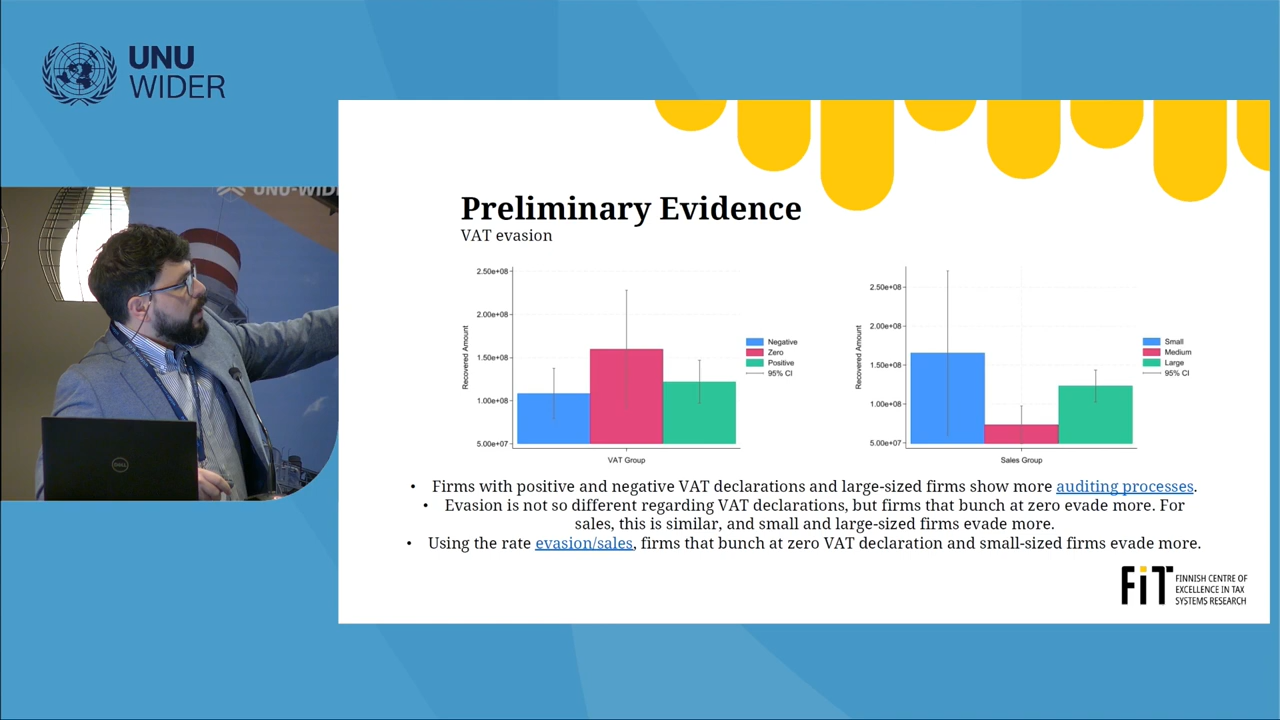 UNU
WIDER
UNU-WID
Preliminary Evidence
VAT evasion
2.50e+08
2.00e+08
1.50e+08
1.00e+08
5.00e+07
Recovered Amount
VAT Group
Negative
Zero
Positive
95% CI
2.50e+08
2.00e+08
1.50e+08
1.00e+08
5.00e+07
Recovered Amount
Sales Group
Small
Medium
Large
95% CI
• Firms with positive and negative VAT declarations and large-sized firms show more auditing processes.
• Evasion is not so different regarding VAT declarations, but firms that bunch at zero evade more. For
sales, this is similar, and small and large-sized firms evade more.
• Using the rate evasion/sales, firms that bunch at zero VAT declaration and small-sized firms evade more.
FiT
FINNISH CENTRE OF
EXCELLENCE IN TAX
SYSTEMS RESEARCH
DELL